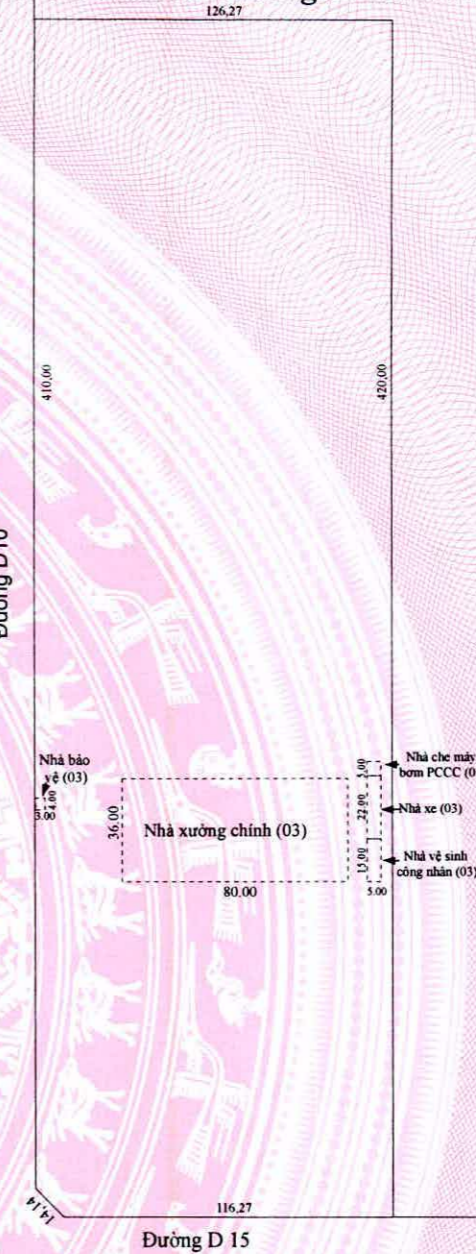 126,27
410,00
420,00
Nhà bảo
vệ (03)
4.00
3.00
36.00
Nhà xưởng chính (03)
80.00
5,00
22,00
15,00
5.00
Nhà che máy
bơm PCCC (0
Nhà xe (03)
Nhà vệ sinh
công nhân (03)
14,14
116,27
Đường D 15